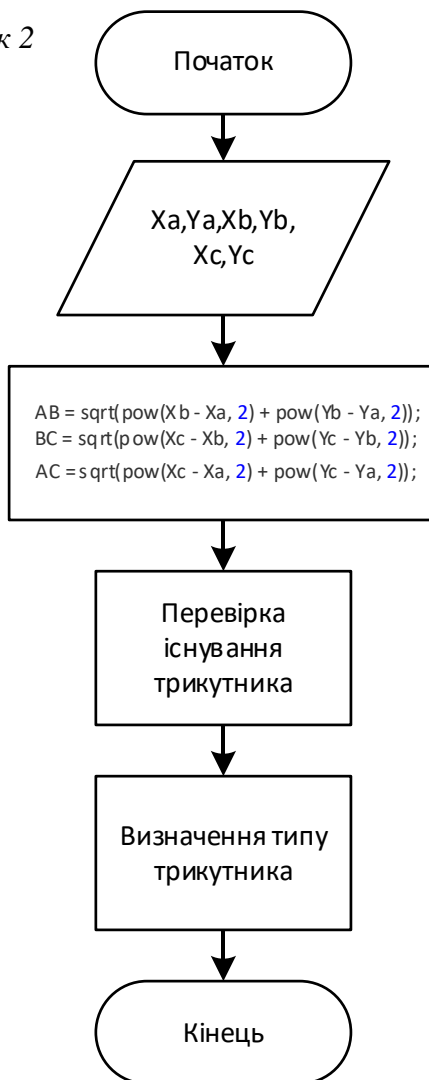 к 2
Початок
Xa,Ya,Xb,Yb,
Xc,Yc
AB = sqrt(pow(Xb - Xa, 2) + pow(Yb - Ya, 2));
BC = sqrt(pow(Xc - Xb, 2) + pow(Yc - Yb, 2));
AC = sqrt(pow(Xc - Xa, 2) + pow(Yc - Ya, 2));
Перевірка
існування
трикутника
Визначення типу
трикутника
Кінець